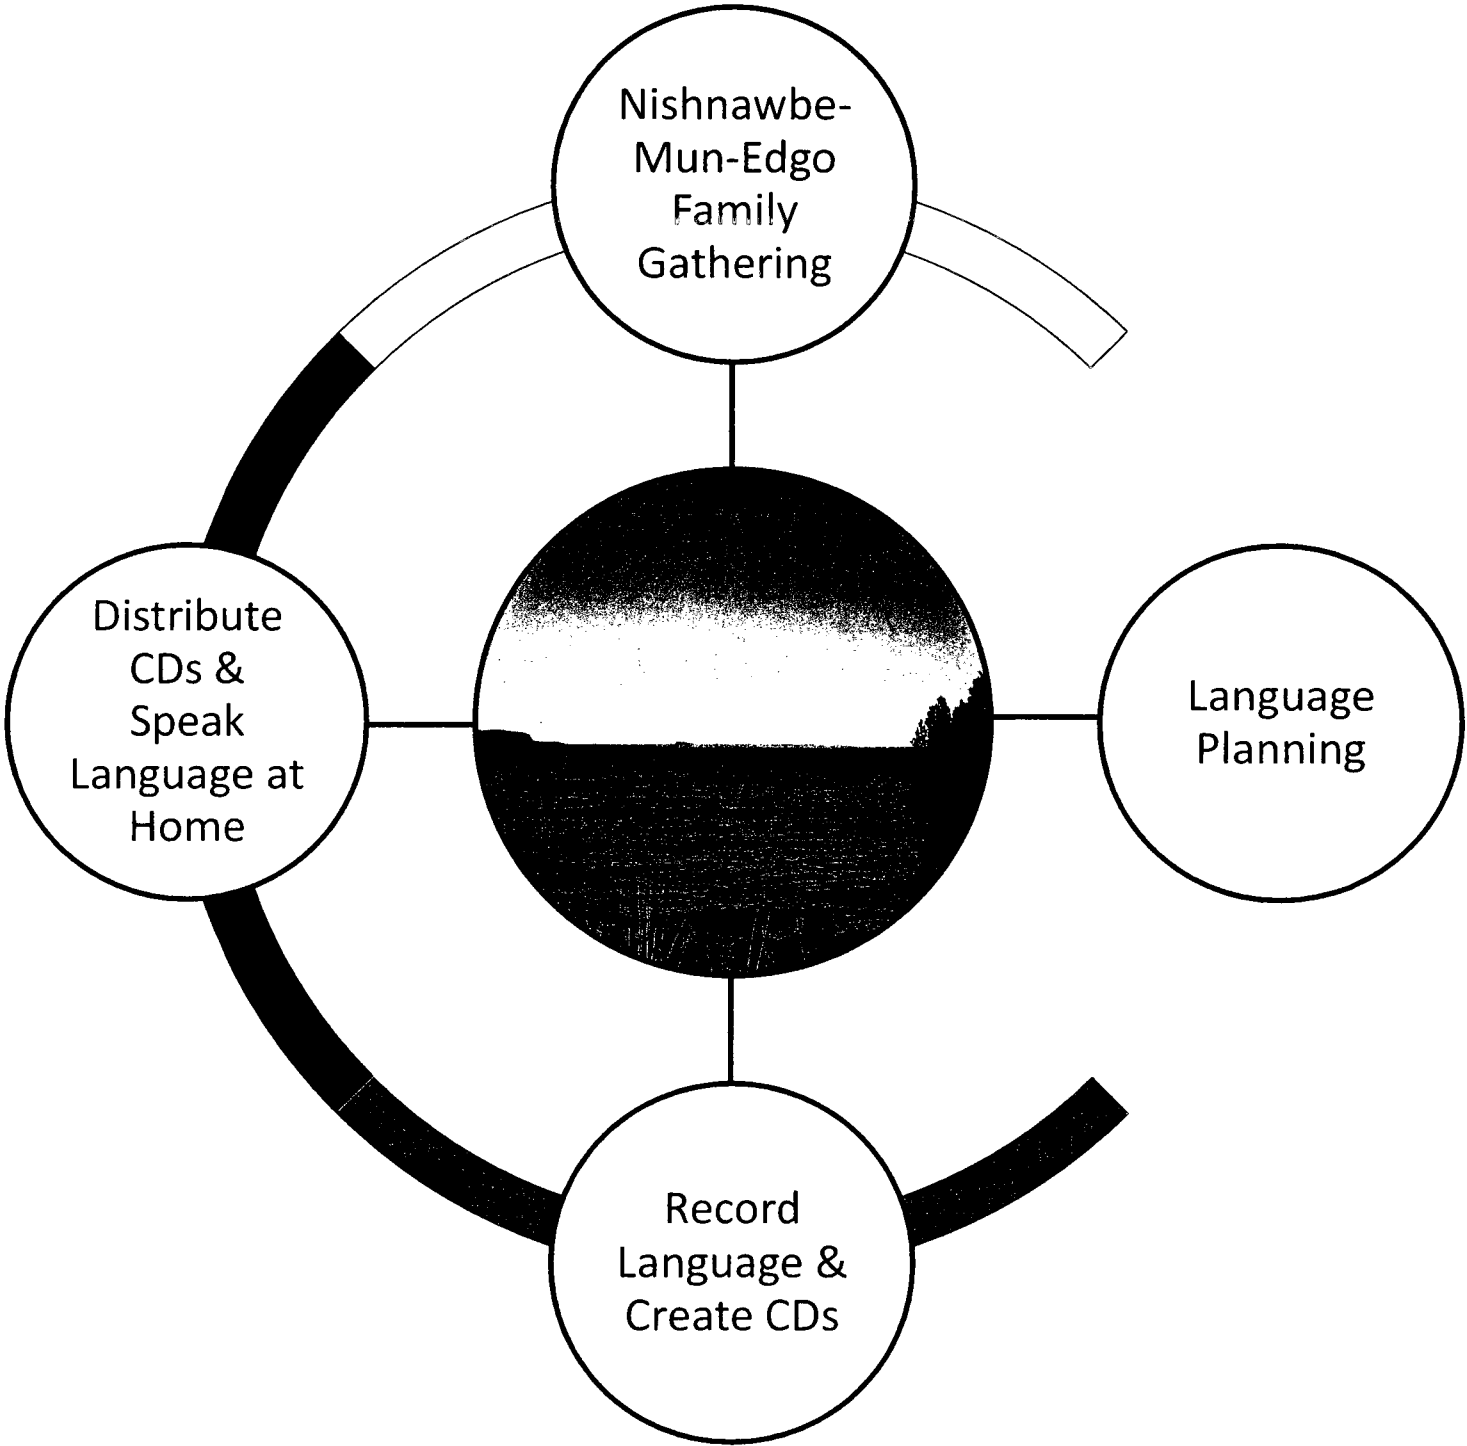 Nishnawbe-
Mun-Edgo
Family
Gathering
Distribute
CDs &
Speak
Language at
Home
Language
Planning
Record
Language &
Create CDs